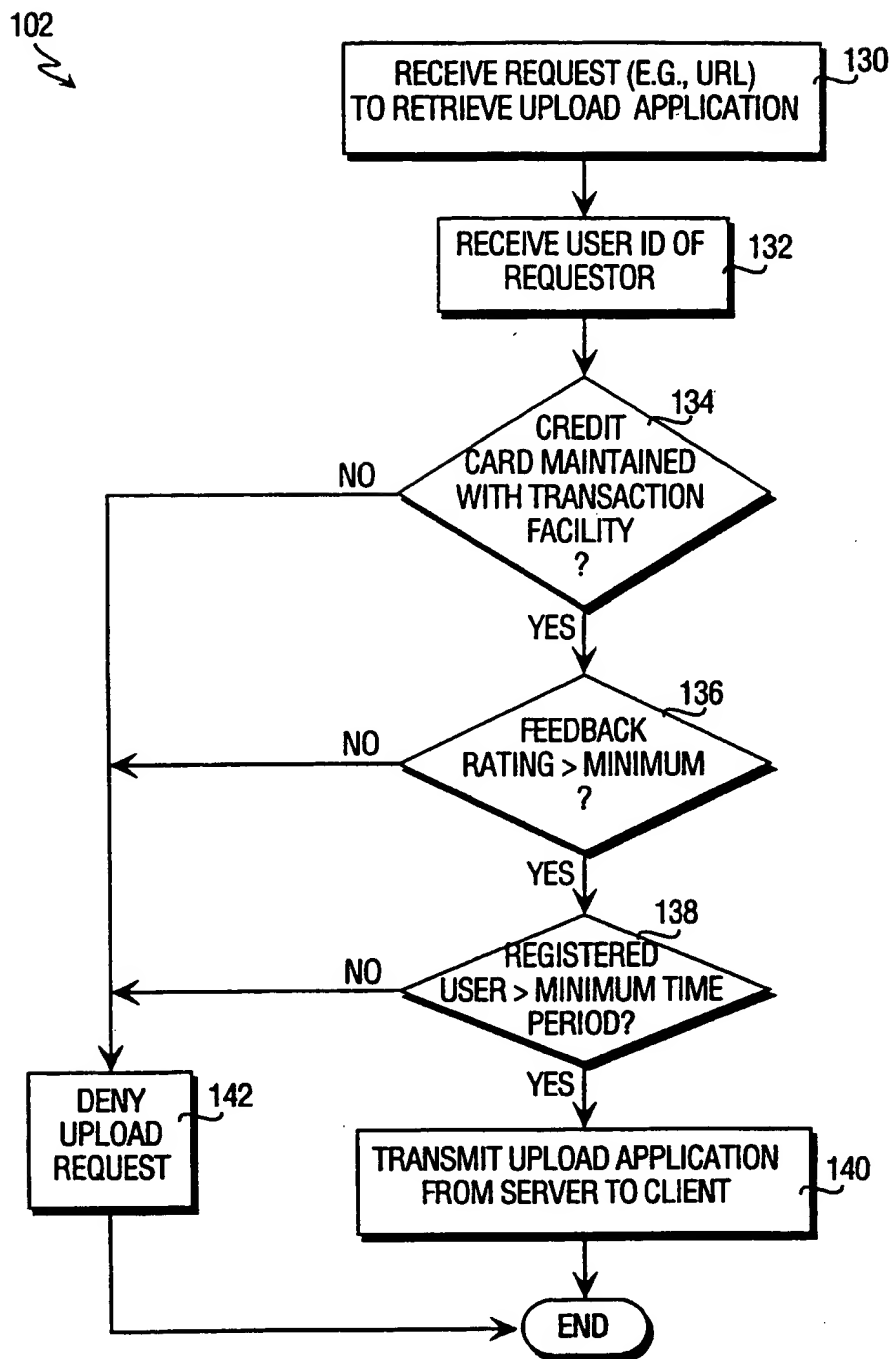 102
RECEIVE REQUEST (E.G., URL)
TO RETRIEVE UPLOAD APPLICATION
130
RECEIVE USER ID OF
REQUESTOR
132
CREDIT
CARD MAINTAINED
WITH TRANSACTION
FACILITY
?
134
NO
YES
FEEDBACK
RATING > MINIMUM
?
136
NO
YES
REGISTERED
USER > MINIMUM TIME
PERIOD?
138
NO
YES
DENY
UPLOAD
REQUEST
142
TRANSMIT UPLOAD APPLICATION
FROM SERVER TO CLIENT
140
END